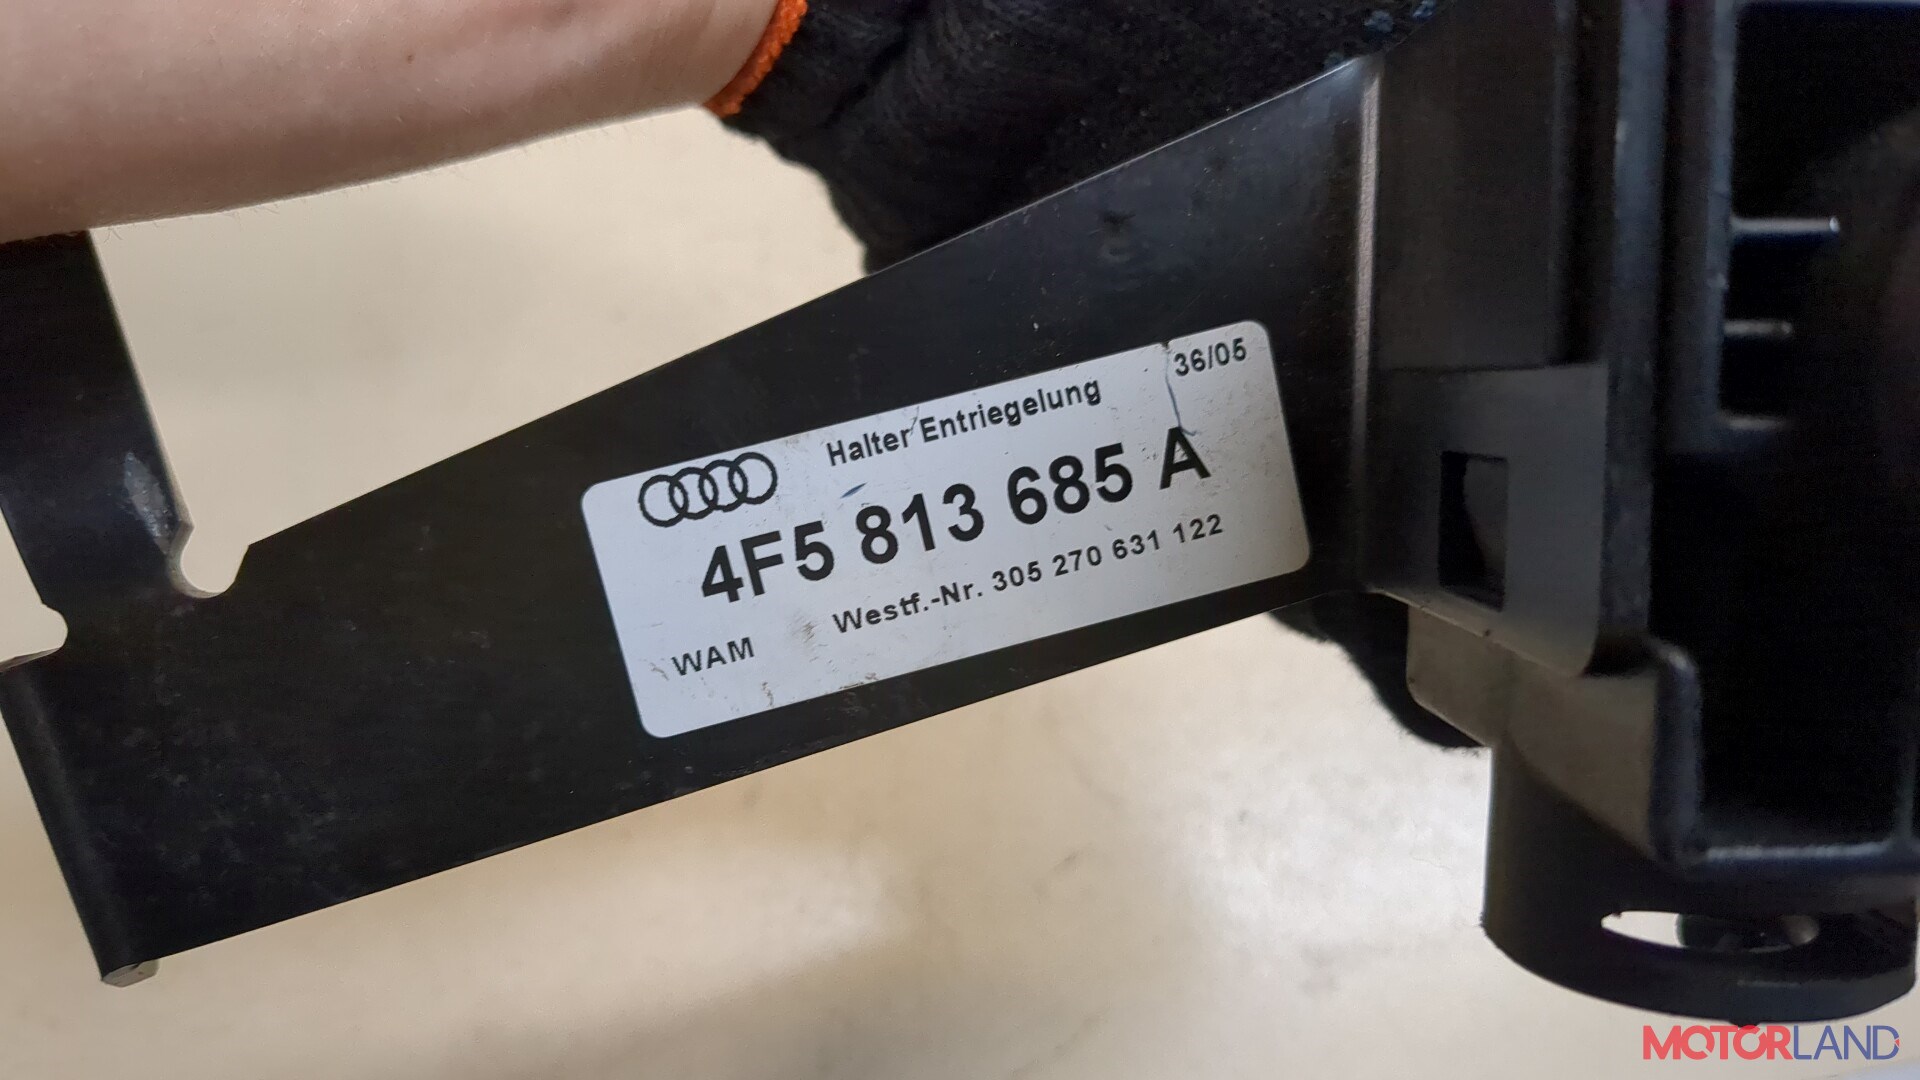 36/05
Halter Entriegelung
4F5 813 685 A
Westf.-Nr. 305 270 631 122
WAM
MOTORLAND